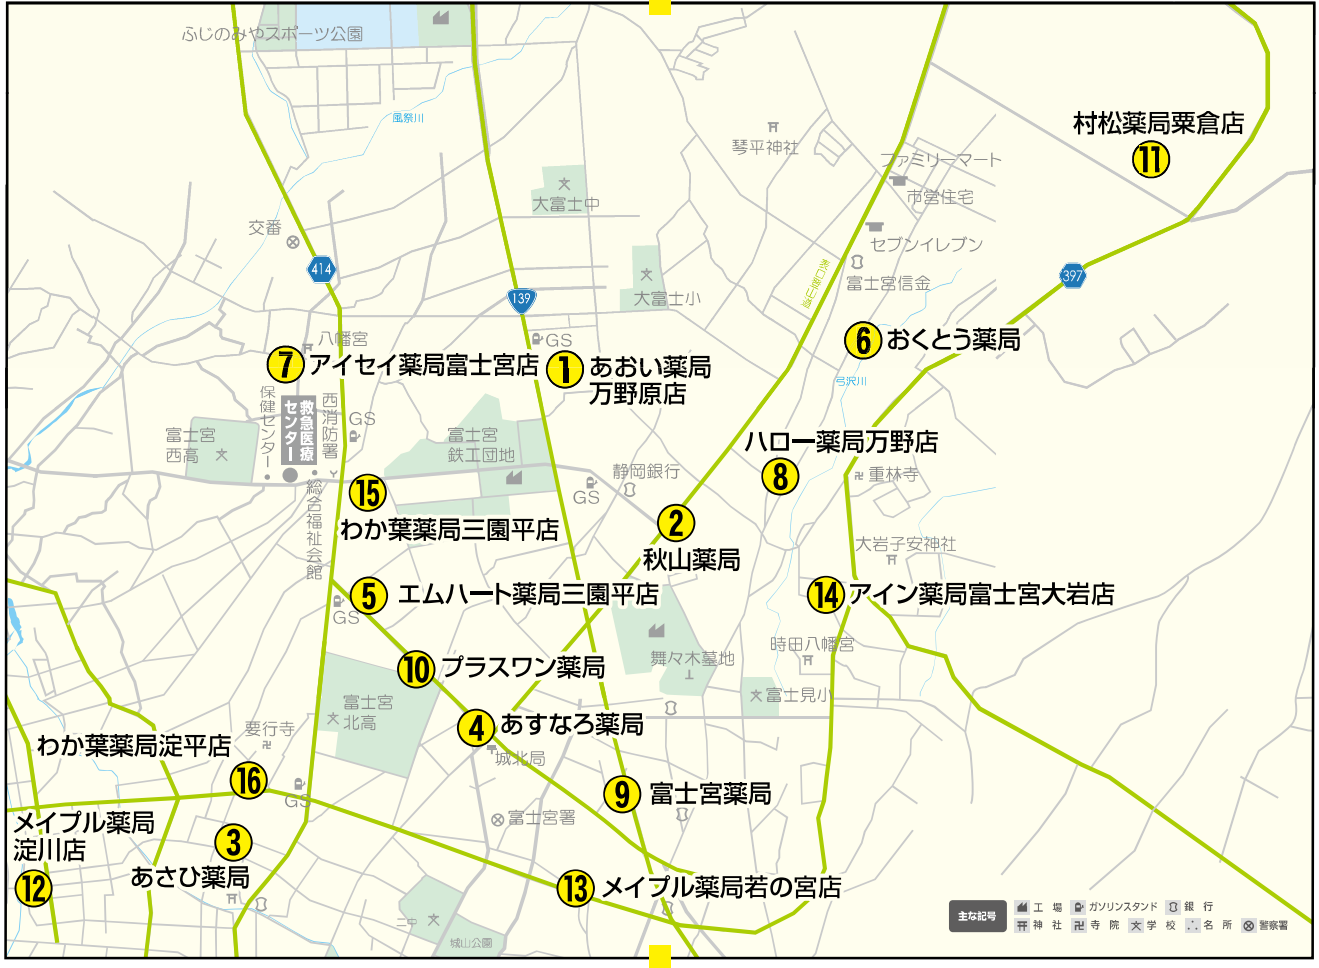 ふじのみやスポーツ公園
風祭川
村松薬局粟倉店
11
琴平神社
ファミリーマート
市営住宅
大富士中
交番
セブンイレブン
414
397
富士宮信金
139
大富士小
八幡宮
GS
6
おくとう薬局
7
アイセイ薬局富士宮店
1
あおい薬局
万野原店
弓沢川
保健センター
救急医療
センター
西消防署
GS
富士宮
西高
富士宮
鉄工団地
ハロー薬局万野店
8
静岡銀行
重林寺
15
GS
総合福祉会館
わか葉薬局三園平店
2
秋山薬局
大岩子安神社
5
エムハート薬局三園平店
14
アイン薬局富士宮大岩店
GS
時田八幡宮
舞々木墓地
10
プラスワン薬局
富士見小
富士宮
北高
4
あすなろ薬局
要行寺
わか葉薬局淀平店
城北局
16
GS
9
富士宮薬局
メイプル薬局
淀川店
富士宮署
3
あさひ薬局
12
13
メイプル薬局若の宮店
二中
城山公園
主な記号
工場
ガソリンスタンド
銀行
神社
寺院
学校
名所
警察署